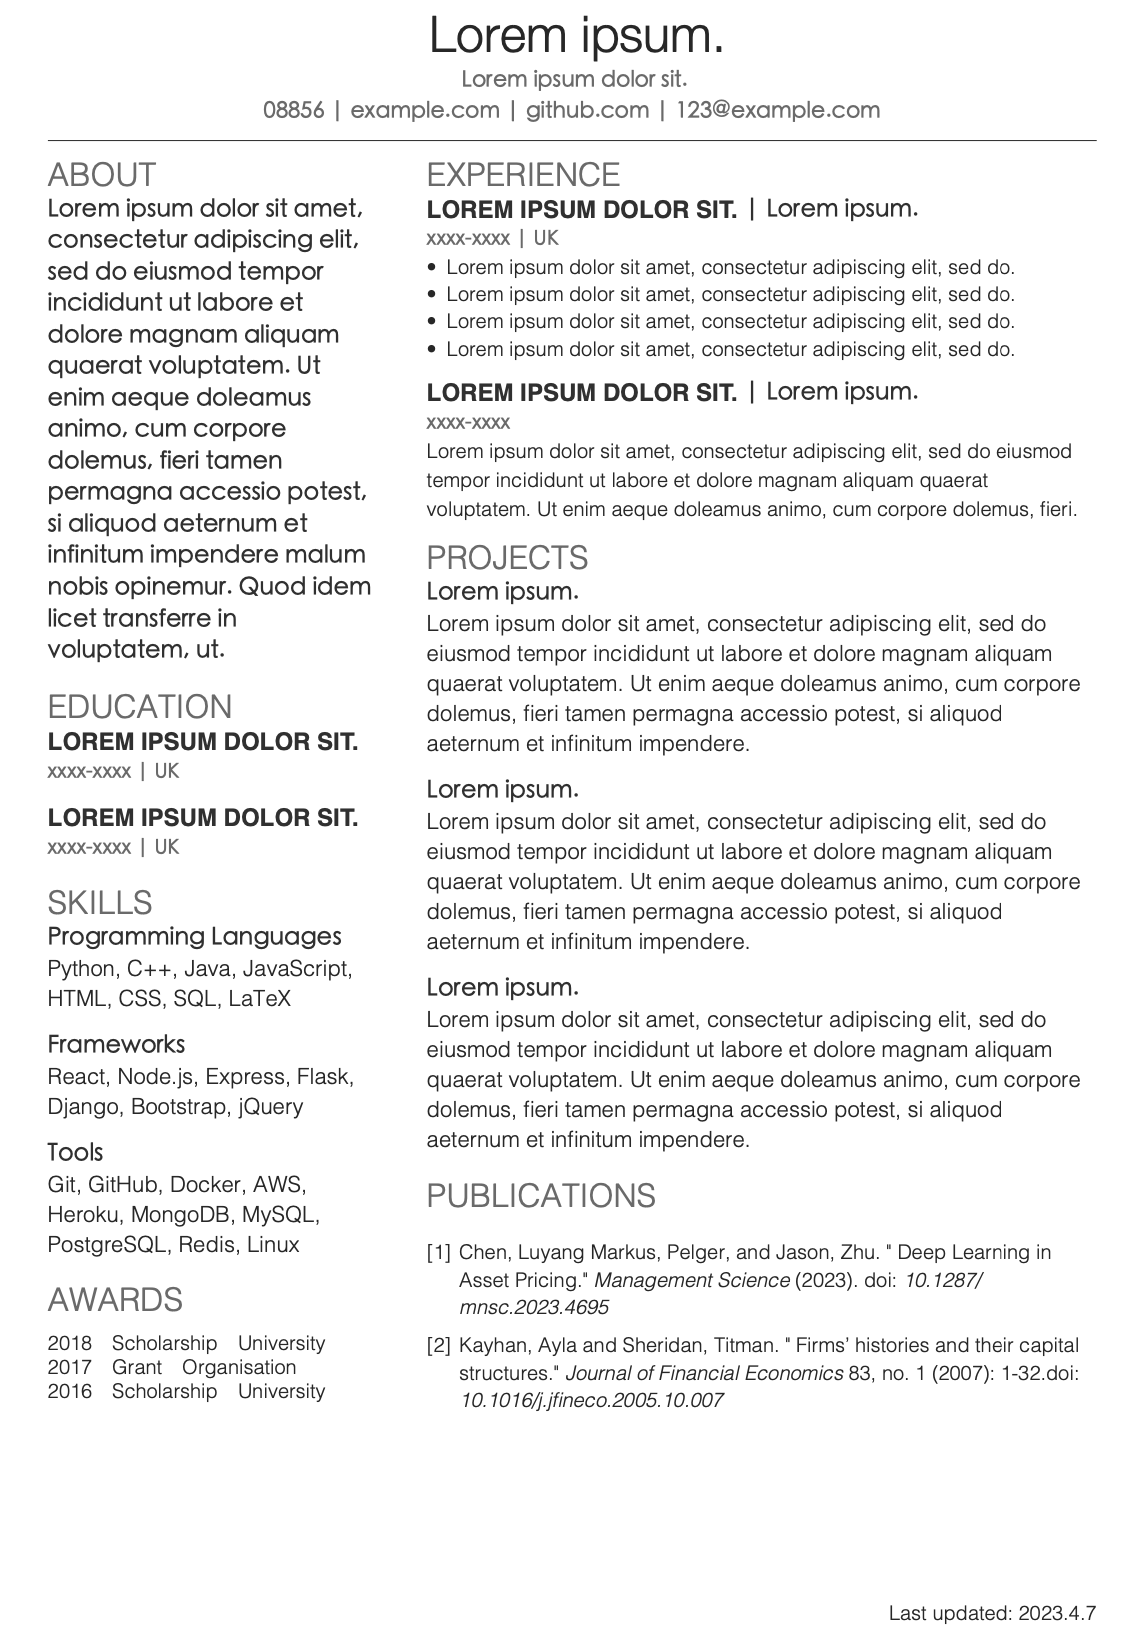 Lorem ipsum.
Lorem ipsum dolor sit.
08856 | example.com | github.com | 123@example.com
ABOUT
Lorem ipsum dolor sit amet,
consectetur adipiscing elit,
sed do eiusmod tempor
incididunt ut labore et
dolore magnam aliquam
quaerat voluptatem. Ut
enim aeque doleamus
animo, cum corpore
dolemus, fieri tamen
permagna accessio potest,
si aliquod aeternum et
infinitum impendere malum
nobis opinemur. Quod idem
licet transferre in
voluptatem, ut.
EDUCATION
LOREM IPSUM DOLOR SIT.
xxxx-xxxx | UK
LOREM IPSUM DOLOR SIT.
xxxx-xxxx | UK
SKILLS
Programming Languages
Python, C++, Java, JavaScript,
HTML, CSS, SQL, LaTeX
Frameworks
React, Node.js, Express, Flask,
Django, Bootstrap, jQuery
Tools
Git, GitHub, Docker, AWS,
Heroku, MongoDB, MySQL,
PostgreSQL, Redis, Linux
AWARDS
2018 Scholarship University
2017 Grant Organisation
2016 Scholarship University
EXPERIENCE
LOREM IPSUM DOLOR SIT. | Lorem ipsum.
xxxx-xxxx | UK
• Lorem ipsum dolor sit amet, consectetur adipiscing elit, sed do.
• Lorem ipsum dolor sit amet, consectetur adipiscing elit, sed do.
• Lorem ipsum dolor sit amet, consectetur adipiscing elit, sed do.
• Lorem ipsum dolor sit amet, consectetur adipiscing elit, sed do.
LOREM IPSUM DOLOR SIT. | Lorem ipsum.
xxxx-xxxx
Lorem ipsum dolor sit amet, consectetur adipiscing elit, sed do eiusmod
tempor incididunt ut labore et dolore magnam aliquam quaerat
voluptatem. Ut enim aeque doleamus animo, cum corpore dolemus, fieri.
PROJECTS
Lorem ipsum.
Lorem ipsum dolor sit amet, consectetur adipiscing elit, sed do
eiusmod tempor incididunt ut labore et dolore magnam aliquam
quaerat voluptatem. Ut enim aeque doleamus animo, cum corpore
dolemus, fieri tamen permagna accessio potest, si aliquod
aeternum et infinitum impendere.
Lorem ipsum.
Lorem ipsum dolor sit amet, consectetur adipiscing elit, sed do
eiusmod tempor incididunt ut labore et dolore magnam aliquam
quaerat voluptatem. Ut enim aeque doleamus animo, cum corpore
dolemus, fieri tamen permagna accessio potest, si aliquod
aeternum et infinitum impendere.
Lorem ipsum.
Lorem ipsum dolor sit amet, consectetur adipiscing elit, sed do
eiusmod tempor incididunt ut labore et dolore magnam aliquam
quaerat voluptatem. Ut enim aeque doleamus animo, cum corpore
dolemus, fieri tamen permagna accessio potest, si aliquod
aeternum et infinitum impendere.
PUBLICATIONS
[1] Chen, Luyang Markus, Pelger, and Jason, Zhu. " Deep Learning in
Asset Pricing." Management Science (2023). doi: 10.1287/
mnsc.2023.4695
[2] Kayhan, Ayla and Sheridan, Titman. " Firms’ histories and their capital
structures." Journal of Financial Economics 83, no. 1 (2007): 1-32.doi:
10.1016/j.jfineco.2005.10.007
Last updated: 2023.4.7